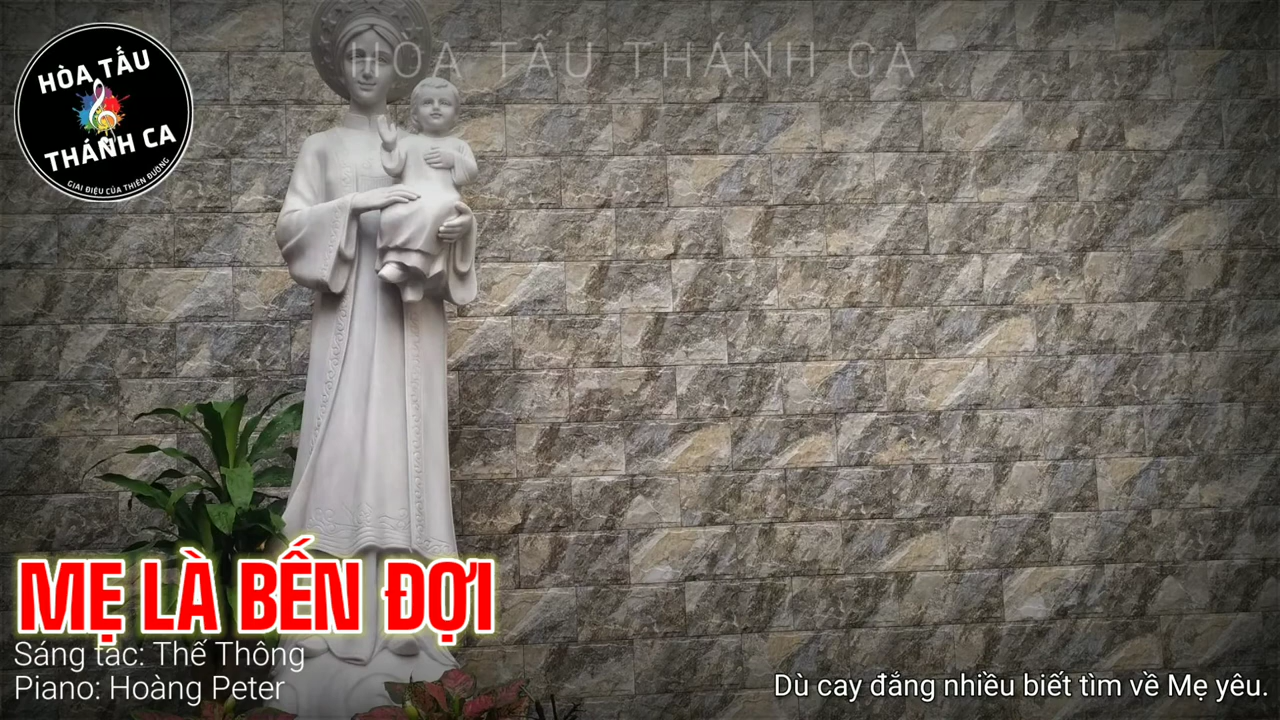 HÒA TẤU
THÁNH CA
GIAI ĐIỆU CỦA THIÊN ĐƯỜNG
HÒA TẤU THÁNH CA
MẸ LÀ BẾN ĐỢI
Sáng tác: Thế Thông
Piano: Hoàng Peter
Dù cay đắng nhiều biết tìm về Mẹ yêu.